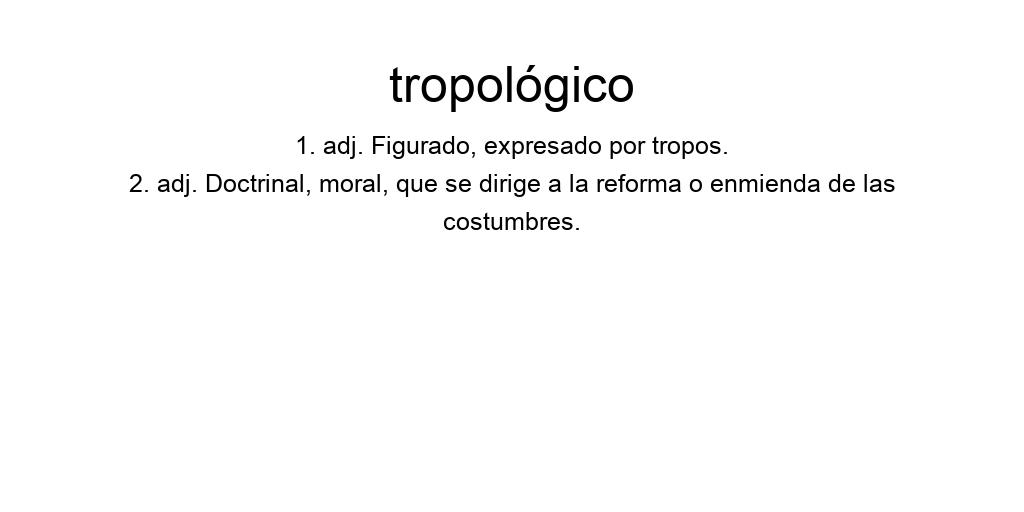 tropológico
1. adj. Figurado, expresado por tropos.
2. adj. Doctrinal, moral, que se dirige a la reforma o enmienda de las
costumbres.